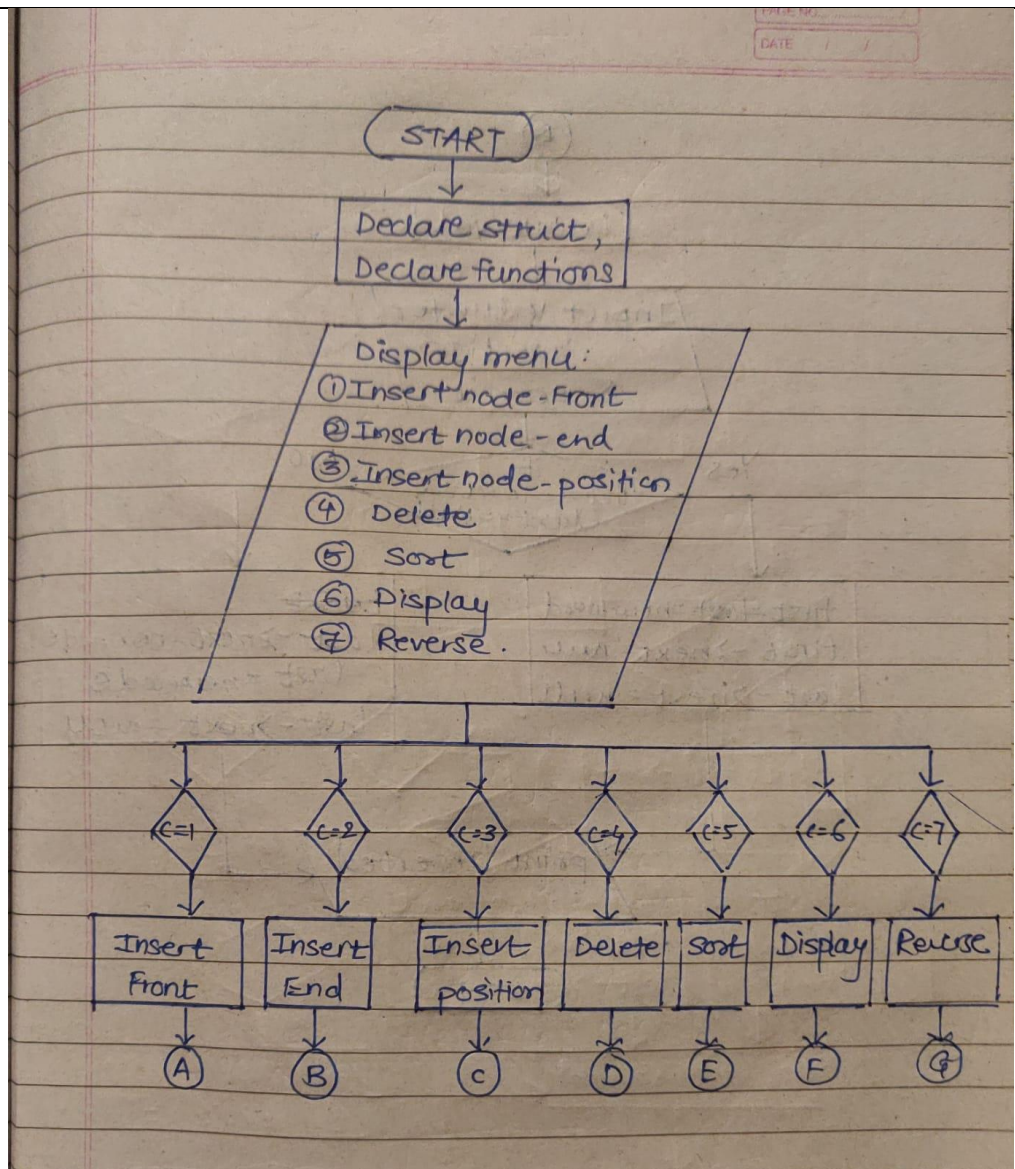 PAGE NO.
DATE / /
START
Declare struct,
Declare functions
Display menu:
① Insert node-Front
② Insert node-end
③ Insert node-position
④ Delete
⑤ Sort
⑥ Display
⑦ Reverse.
c=1 c=2 c=3 c=4 c=5 c=6 c=7
Insert Insert Insert Delete Sort Display Reverse
Front End position
A B C D E F G